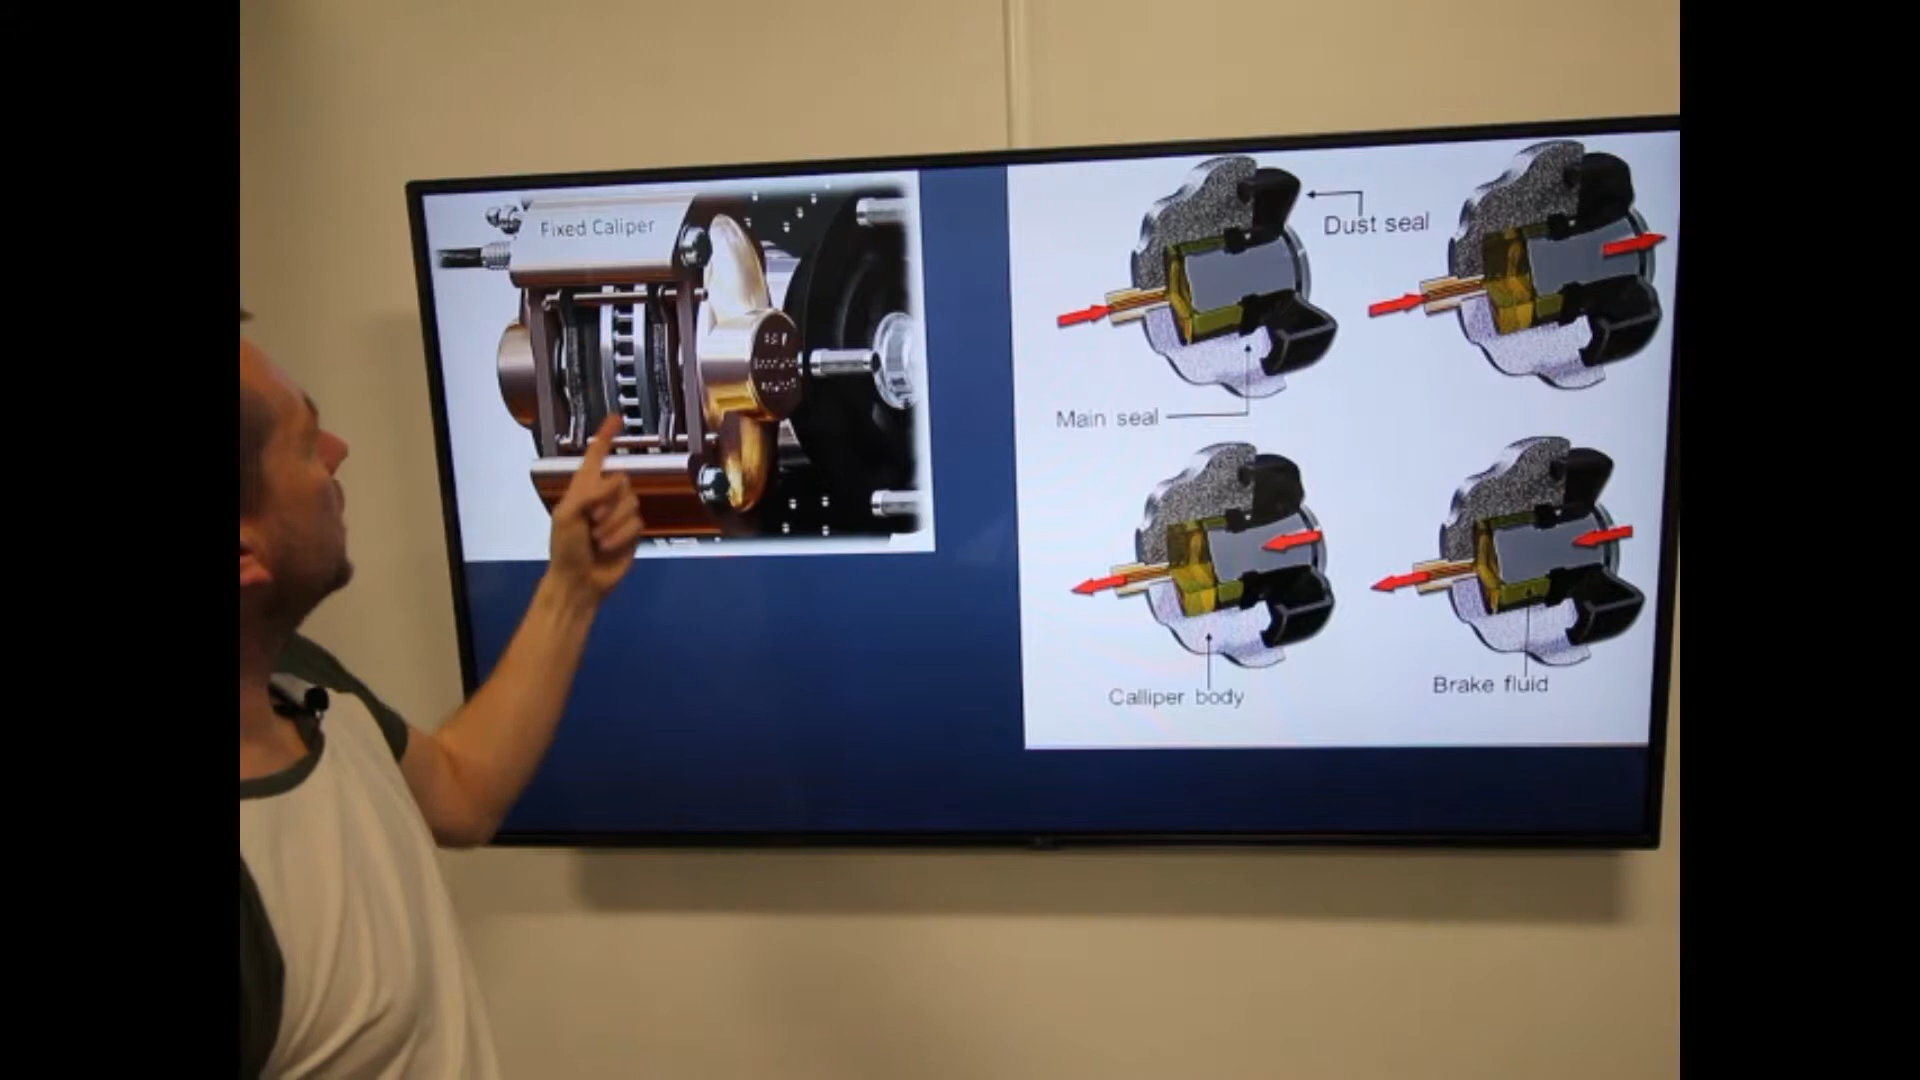 Fixed Caliper
Dust seal
Main seal
Calliper body
Brake fluid